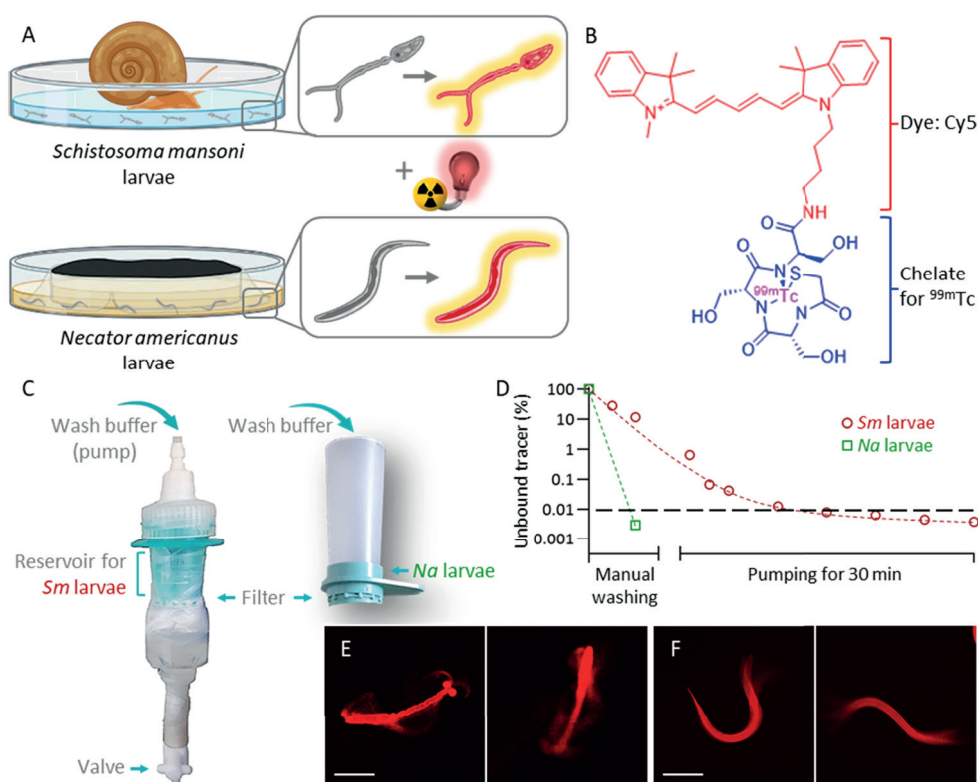 A
Schistosoma mansoni
larvae
+
Necator americanus
larvae
B
N+
N
Dye: Cy5
NH
O
OH
O
N
S
99mTc
HO
N
N
O
O
OH
Chelate
for 99mTc
C
Wash buffer
(pump)
Wash buffer
Reservoir for
Sm larvae
Na larvae
Filter
Valve
D
Unbound tracer (%)
100
10
1
0.1
0.01
0.001
Sm larvae
Na larvae
Manual
washing
Pumping for 30 min
E
F